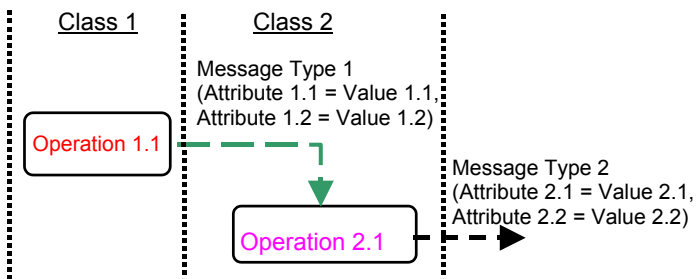 Class 1
Class 2
Message Type 1
(Attribute 1.1 = Value 1.1,
Attribute 1.2 = Value 1.2)
Operation 1.1
Message Type 2
(Attribute 2.1 = Value 2.1,
Attribute 2.2 = Value 2.2)
Operation 2.1